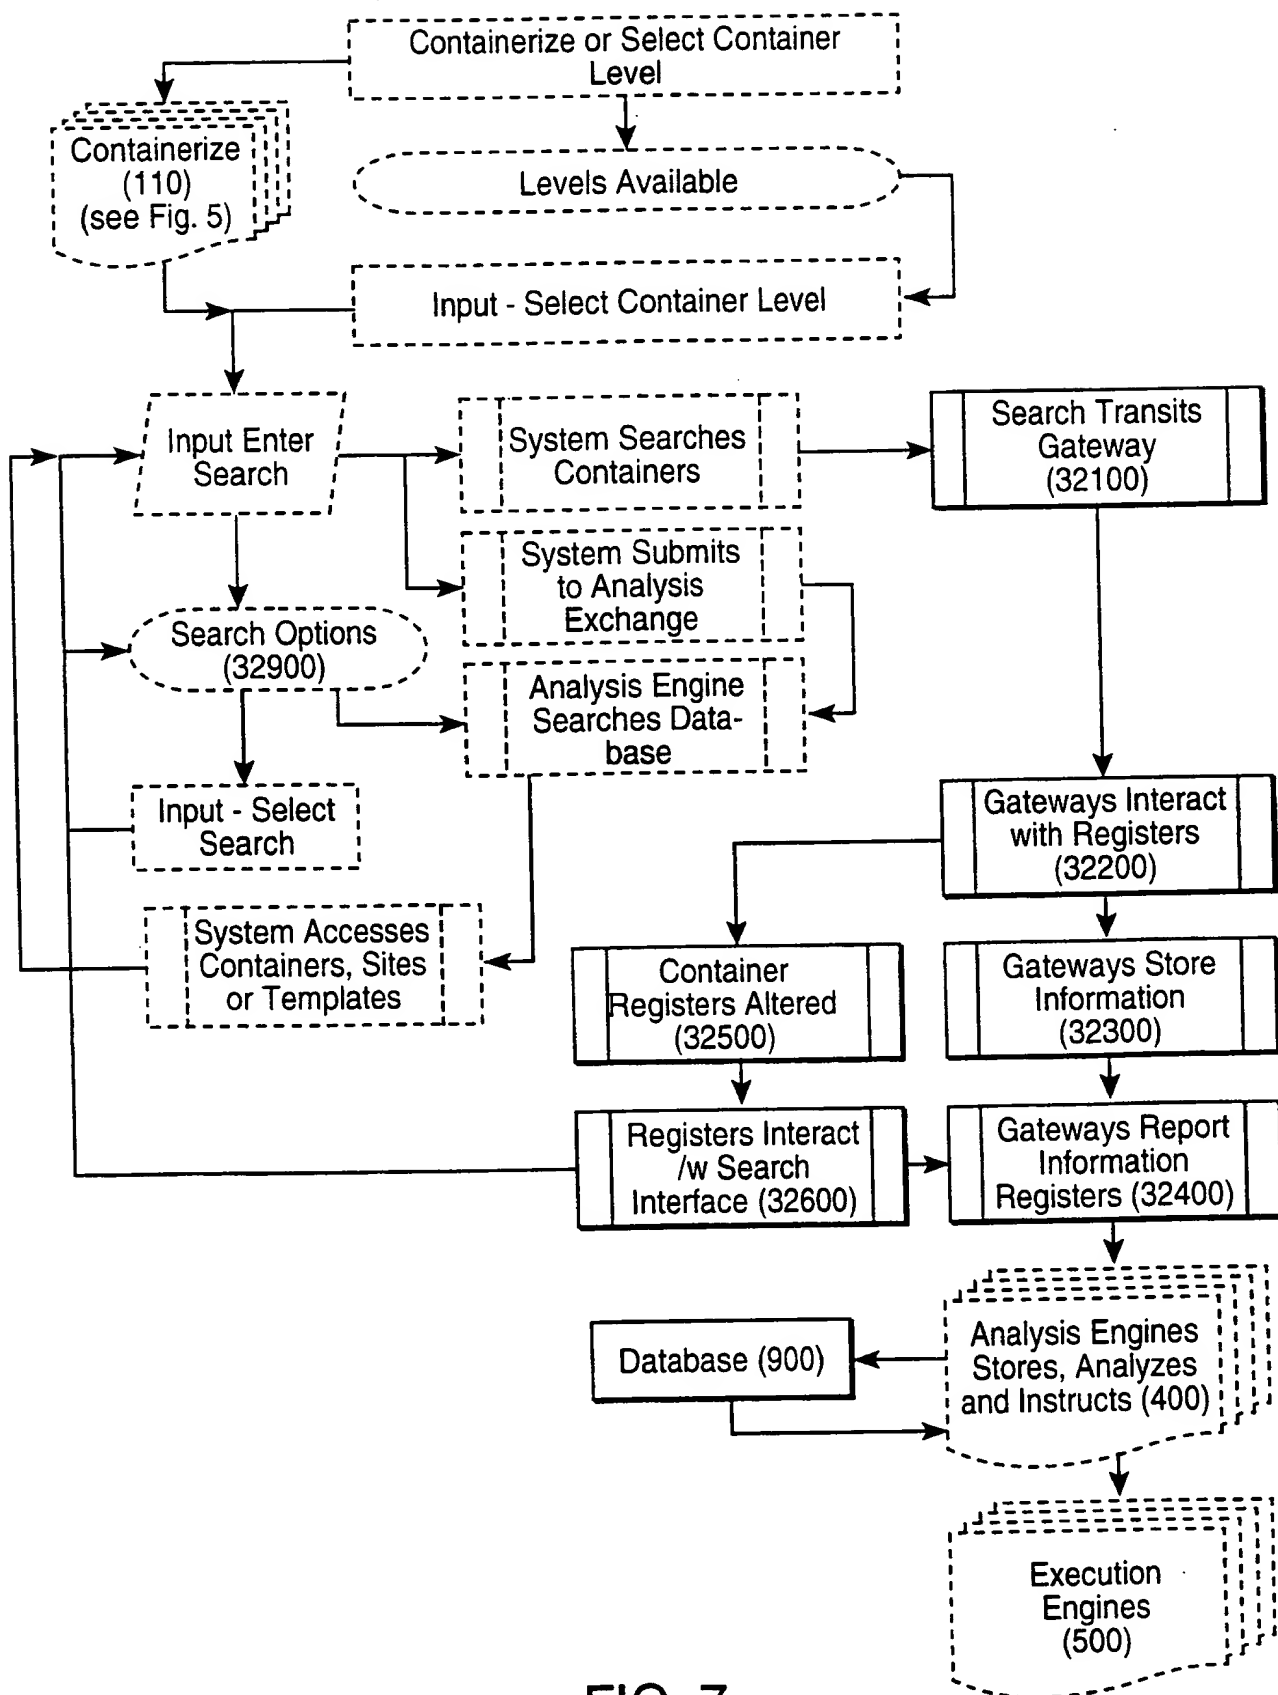 Containerize or Select Container
Level
Containerize
(110)
(see Fig. 5)
Levels Available
Input - Select Container Level
Input Enter
Search
System Searches
Containers
Search Transits
Gateway
(32100)
System Submits
to Analysis
Exchange
Search Options
(32900)
Analysis Engine
Searches Data-
base
Input - Select
Search
Gateways Interact
with Registers
(32200)
System Accesses
Containers, Sites
or Templates
Container
Registers Altered
(32500)
Gateways Store
Information
(32300)
Registers Interact
/w Search
Interface (32600)
Gateways Report
Information
Registers (32400)
Database (900)
Analysis Engines
Stores, Analyzes
and Instructs (400)
Execution
Engines
(500)
FIG. 7